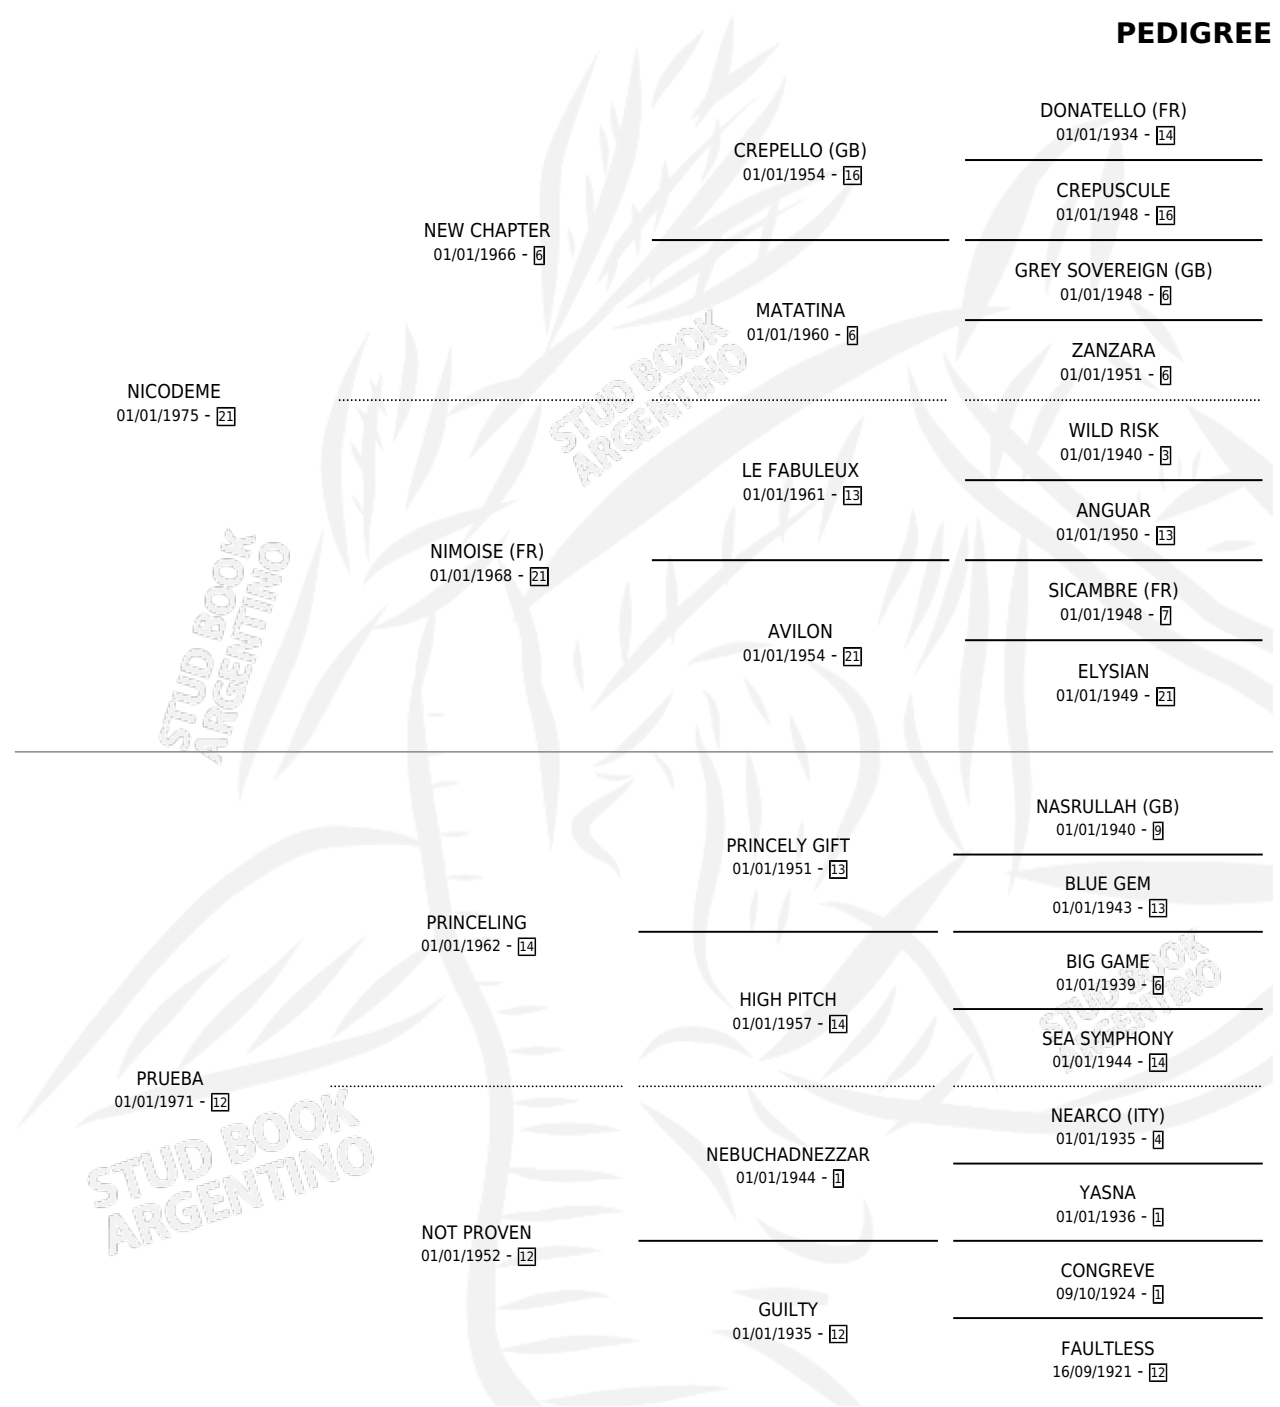 PEDIGREE
DONATELLO (FR)
01/01/1934 - 14
CREPELLO (GB)
01/01/1954 - 16
CREPUSCULE
01/01/1948 - 16
NEW CHAPTER
01/01/1966 - 6
GREY SOVEREIGN (GB)
01/01/1948 - 6
MATATINA
01/01/1960 - 6
ZANZARA
01/01/1951 - 6
NICODEME
01/01/1975 - 21
WILD RISK
01/01/1940 - 3
LE FABULEUX
01/01/1961 - 13
ANGUAR
01/01/1950 - 13
NIMOISE (FR)
01/01/1968 - 21
SICAMBRE (FR)
01/01/1948 - 7
AVILON
01/01/1954 - 21
ELYSIAN
01/01/1949 - 21
STUD BOOK
ARGENTINO
STUD BOOK
ARGENTINO
NASRULLAH (GB)
01/01/1940 - 9
PRINCELY GIFT
01/01/1951 - 13
BLUE GEM
01/01/1943 - 13
PRINCELING
01/01/1962 - 14
BIG GAME
01/01/1939 - 6
HIGH PITCH
01/01/1957 - 14
SEA SYMPHONY
01/01/1944 - 14
STUD BOOK
ARGENTINO
PRUEBA
01/01/1971 - 12
NEARCO (ITY)
01/01/1935 - 4
NEBUCHADNEZZAR
01/01/1944 - 1
YASNA
01/01/1936 - 1
NOT PROVEN
01/01/1952 - 12
CONGREVE
09/10/1924 - 1
GUILTY
01/01/1935 - 12
FAULTLESS
16/09/1921 - 12
STUD BOOK
ARGENTINO